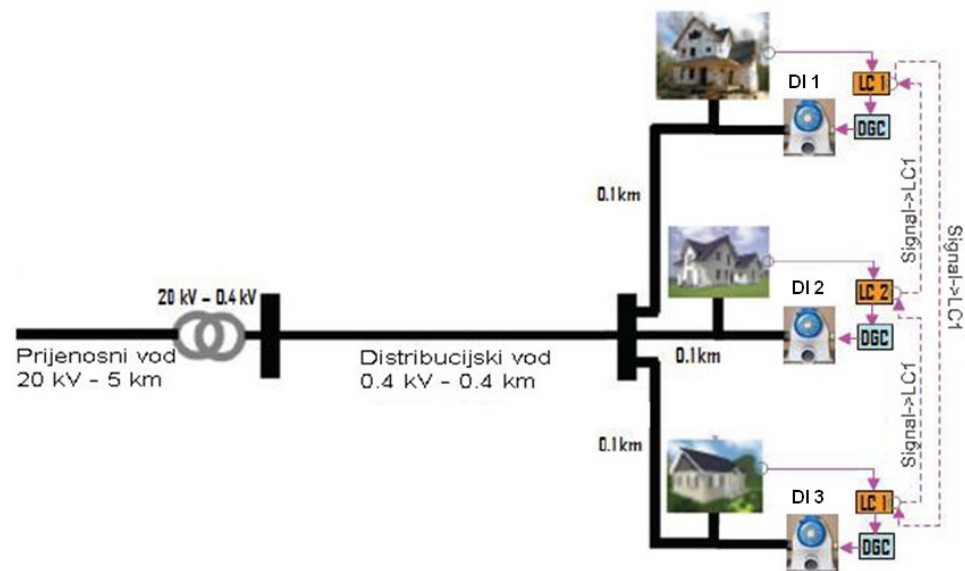 DI 1
LC 1
DGC
0.1km
Signal->LC1
Signal->LC1
20 kV – 0.4 kV
DI 2
LC 2
DGC
Prijenosni vod
20 kV - 5 km
Distribucijski vod
0.4 kV - 0.4 km
0.1km
0.1km
Signal->LC1
DI 3
LC 1
DGC